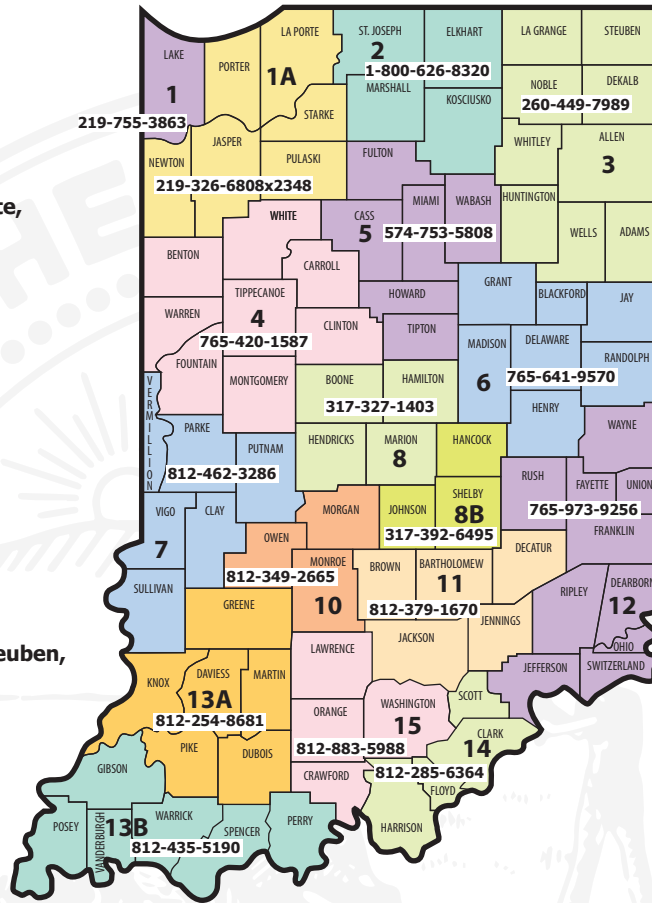 LA PORTE
ST. JOSEPH
ELKHART
LA GRANGE
STEUBEN
LAKE
PORTER
1A
2
1-800-626-8320
1
MARSHALL
NOBLE
DEKALB
260-449-7989
STARKE
KOSCIUSKO
219-755-3863
JASPER
WHITLEY
ALLEN
3
NEWTON
PULASKI
FULTON
219-326-6808x2348
te,
MIAMI
WABASH
HUNTINGTON
WHITE
CASS
5
574-753-5808
WELLS
ADAMS
BENTON
CARROLL
GRANT
BLACKFORD
JAY
TIPPECANOE
HOWARD
WARREN
4
CLINTON
TIPTON
MADISON
DELAWARE
765-420-1587
RANDOLPH
FOUNTAIN
VERMILLION
MONTGOMERY
BOONE
HAMILTON
6
765-641-9570
317-327-1403
HENRY
PARKE
PUTNAM
HENDRICKS
MARION
HANCOCK
WAYNE
8
812-462-3286
RUSH
FAYETTE
UNION
VIGO
CLAY
MORGAN
JOHNSON
SHELBY
8B
765-973-9256
317-392-6495
FRANKLIN
7
OWEN
DECATUR
MONROE
BROWN
BARTHOLOMEW
812-349-2665
11
DEARBORN
SULLIVAN
RIPLEY
GREENE
10
812-379-1670
12
JENNINGS
JACKSON
OHIO
euben,
LAWRENCE
JEFFERSON
SWITZERLAND
KNOX
DAVIESS
MARTIN
SCOTT
13A
WASHINGTON
ORANGE
812-254-8681
15
CLARK
PIKE
DUBOIS
812-883-5988
14
GIBSON
CRAWFORD
812-285-6364
FLOYD
POSEY
VANDERBURGH
13B
WARRICK
SPENCER
PERRY
HARRISON
812-435-5190
HE